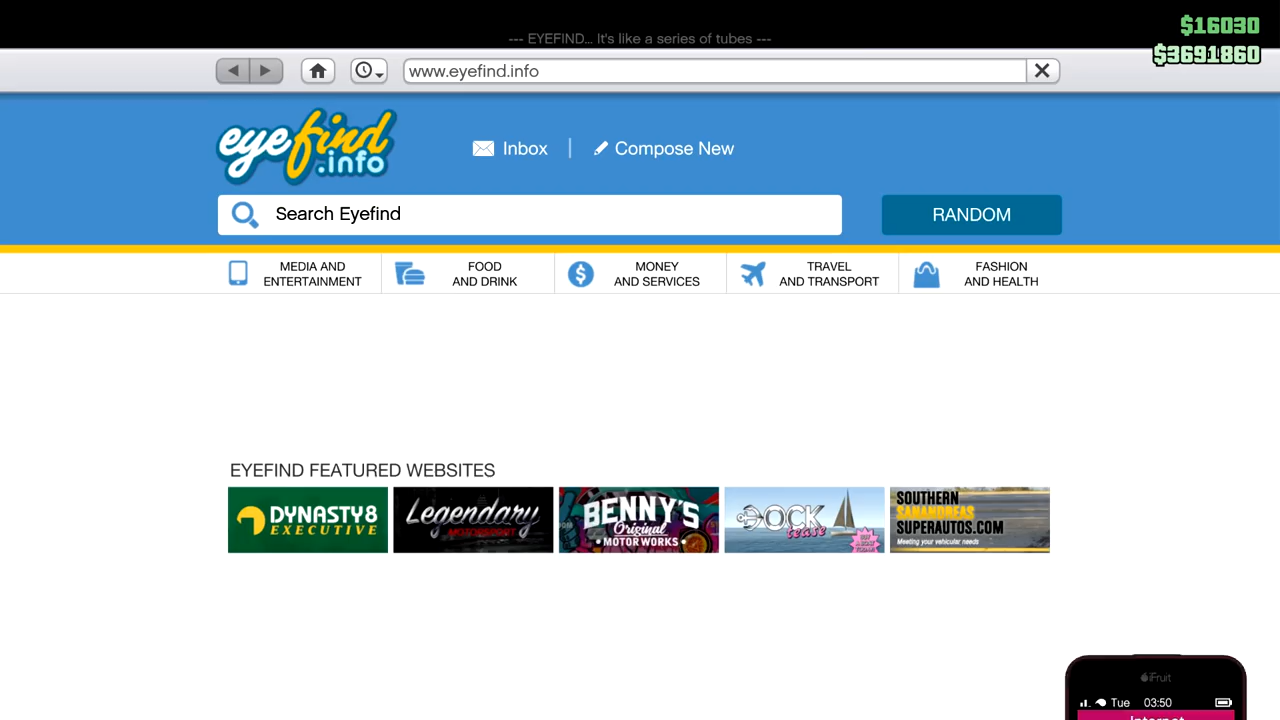 $16030
--- EYEFIND... It's like a series of tubes ---
$3691860
www.eyefind.info
eyefind
.info
Inbox
Compose New
Search Eyefind
RANDOM
MEDIA AND
ENTERTAINMENT
FOOD
AND DRINK
MONEY
AND SERVICES
TRAVEL
AND TRANSPORT
FASHION
AND HEALTH
EYEFIND FEATURED WEBSITES
DYNASTY8
EXECUTIVE
Legendary
MOTORSPORT
BENNY'S
Original
MOTOR WORKS
DOCK
tease
SOUTHERN
SANANDREAS
SUPERAUTOS.COM
Meeting your vehicular needs
iFruit
Tue 03:50
Internet